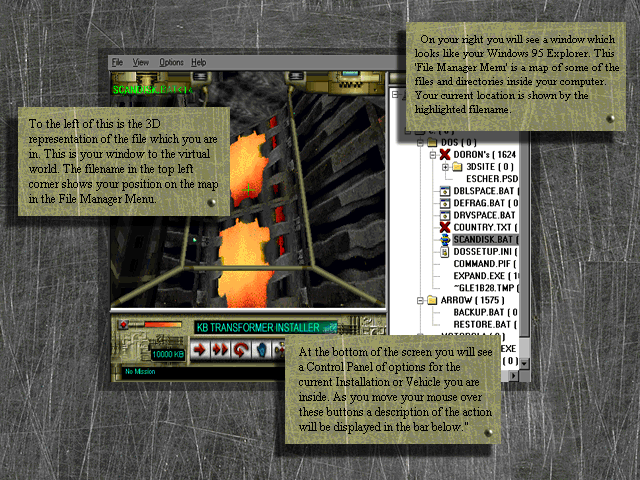 On your right you will see a window which
looks like your Windows 95 Explorer. This
'File Manager Menu' is a map of some of the
files and directories inside your computer.
Your current location is shown by the
highlighted filename.
File View Options Help
SCANDISK.BAT
To the left of this is the 3D
representation of the file which you are
in. This is your window to the virtual
world. The filename in the top left
corner shows your position on the map
in the File Manager Menu.
DOS ( 0 )
DORON's ( 1624
3DSITE ( 0
ESCHER.PSD
DBLSPACE.BAT
DEFRAG.BAT ( 0
DRVSPACE.BAT
COUNTRY.TXT (
SCANDISK.BAT (
DOSSETUP.INI (
COMMAND.PIF (
EXPAND.EXE ( 1
~GLE1B28.TMP (
ARROW ( 1575 )
BACKUP.BAT ( 0
RESTORE.BAT (
KB TRANSFORMER INSTALLER
10000 KB
No Mission
At the bottom of the screen you will see
a Control Panel of options for the
current Installation or Vehicle you are
inside. As you move your mouse over
these buttons a description of the action
will be displayed in the bar below."